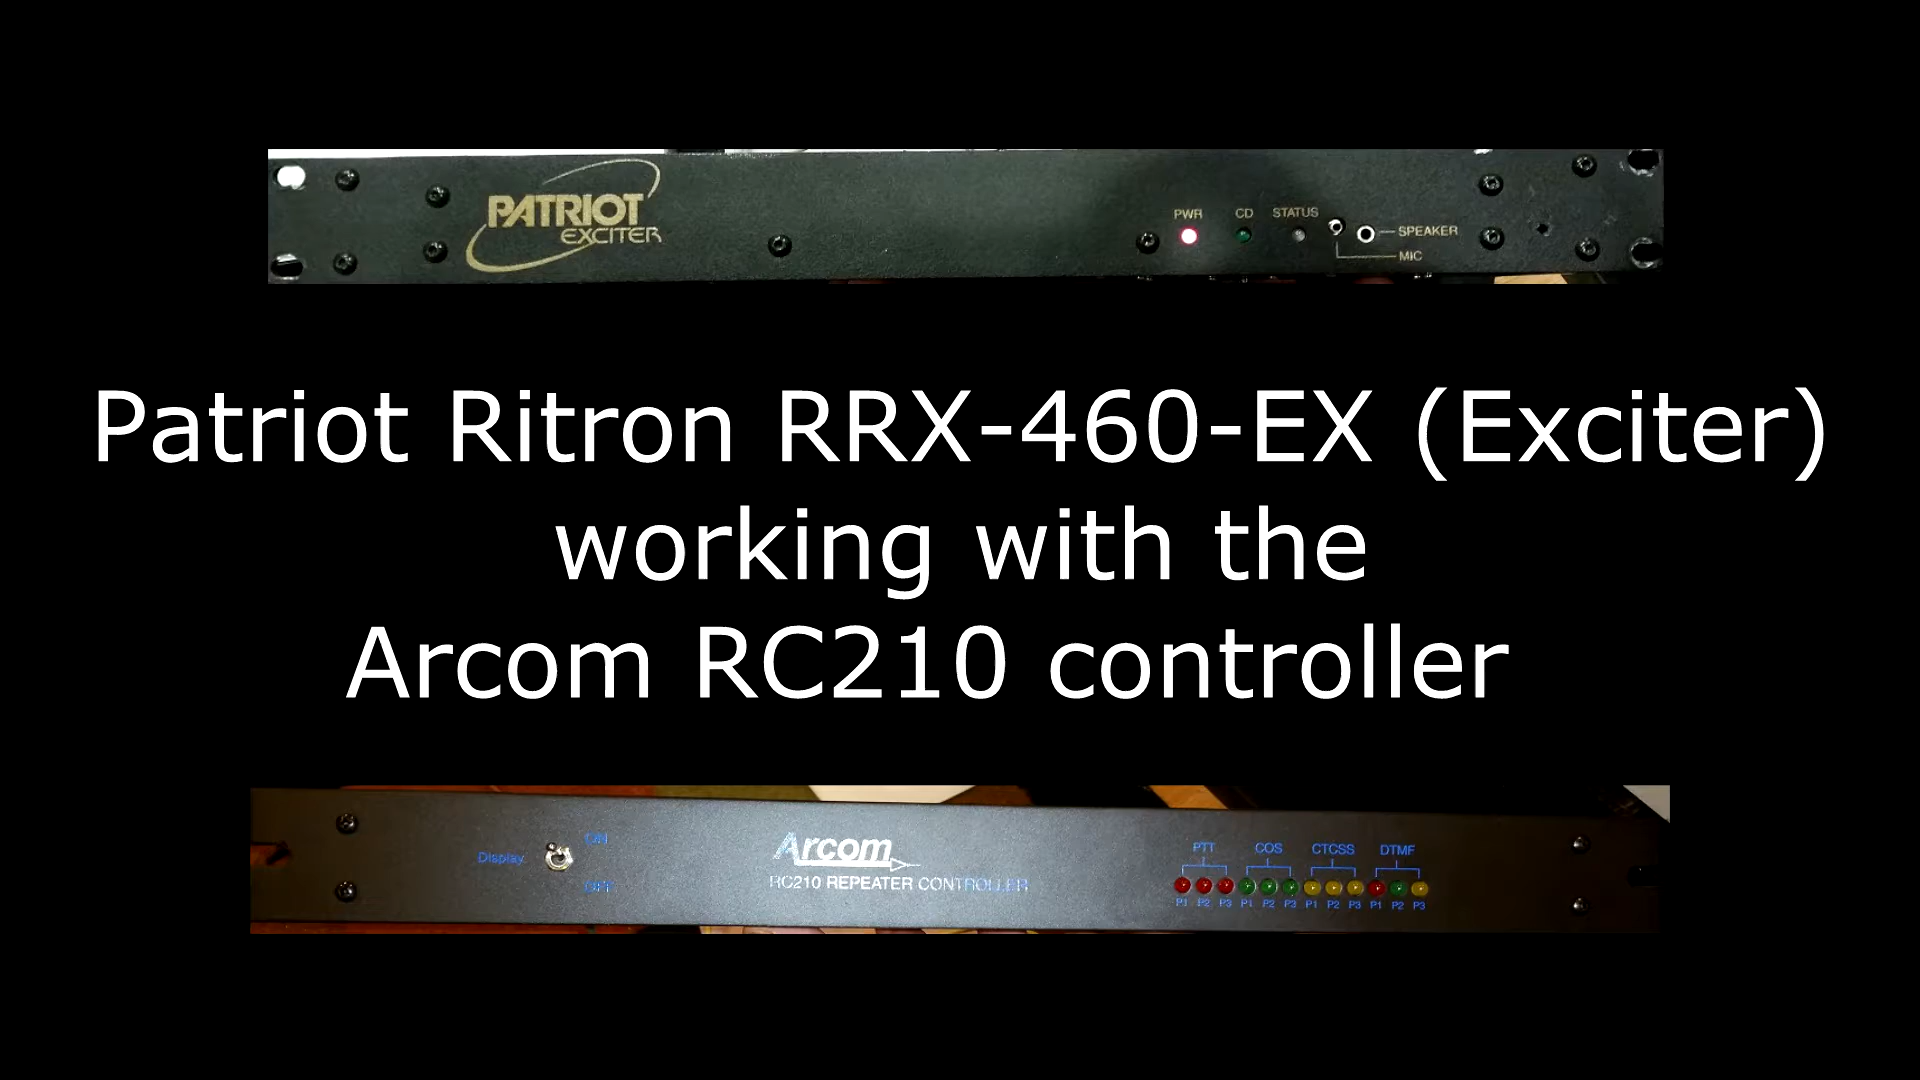 PATRIOT
EXCITER
PWR CD STATUS
SPEAKER
MIC
Patriot Ritron RRX-460-EX (Exciter)
working with the
Arcom RC210 controller
Display
ON
OFF
Arcom
RC210 REPEATER CONTROLLER
PTT COS CTCSS DTMF
P1 P2 P3 P1 P2 P3 P1 P2 P3 P1 P2 P3